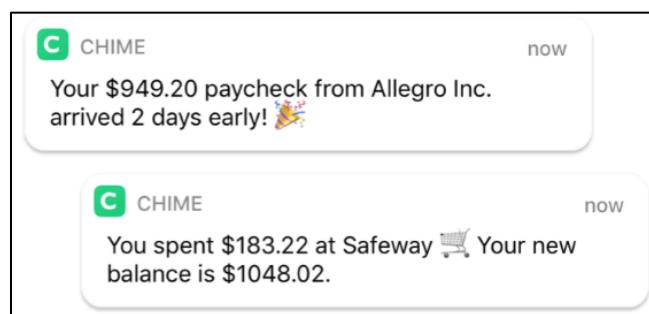 C CHIME now
Your $949.20 paycheck from Allegro Inc.
arrived 2 days early! 🎉
C CHIME now
You spent $183.22 at Safeway 🛒 Your new
balance is $1048.02.